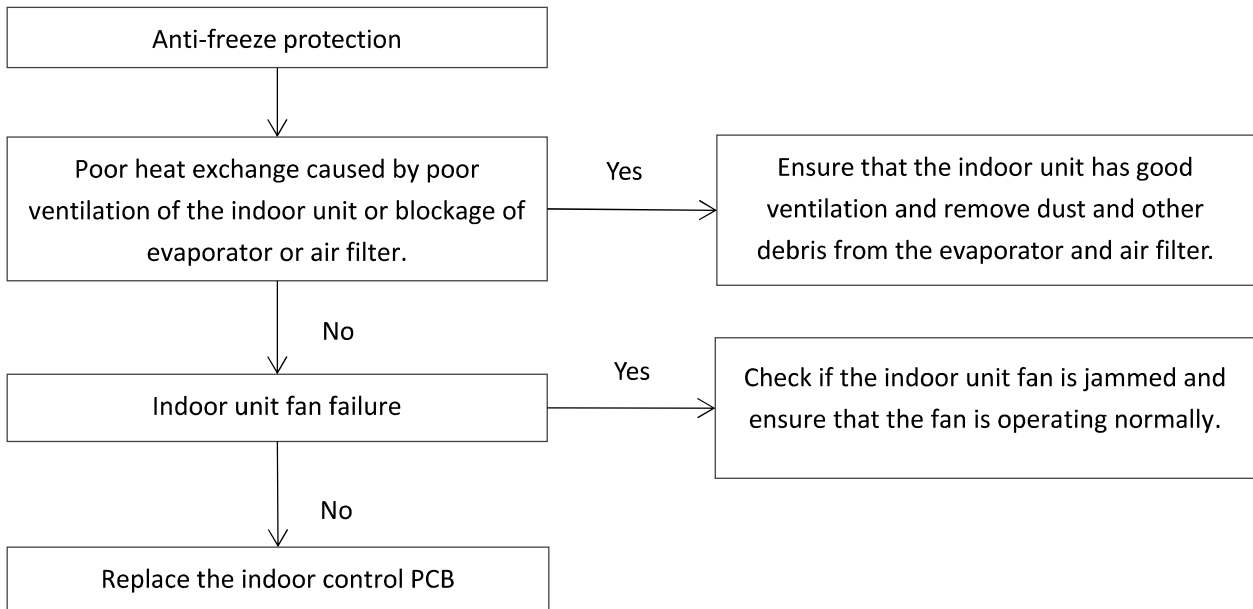 Anti-freeze protection
Poor heat exchange caused by poor
ventilation of the indoor unit or blockage of
evaporator or air filter.
Yes
Ensure that the indoor unit has good
ventilation and remove dust and other
debris from the evaporator and air filter.
No
Indoor unit fan failure
Yes
Check if the indoor unit fan is jammed and
ensure that the fan is operating normally.
No
Replace the indoor control PCB